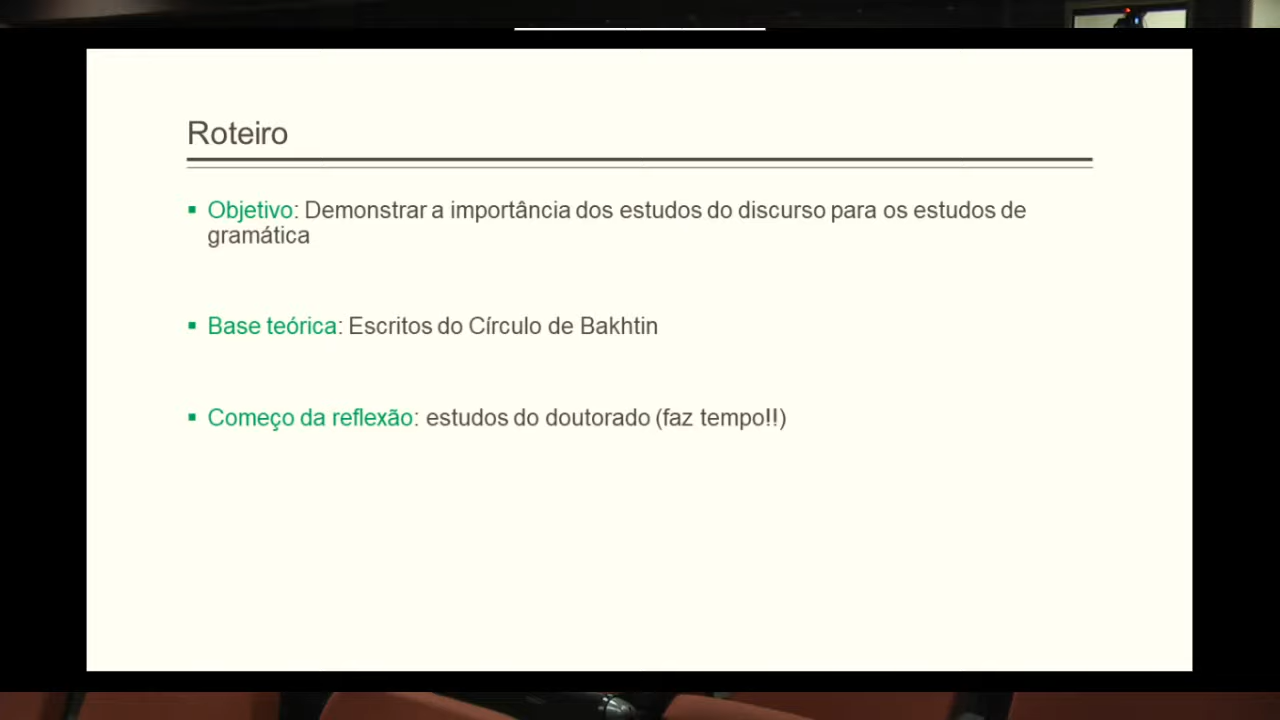 Roteiro
▪ Objetivo: Demonstrar a importância dos estudos do discurso para os estudos de
gramática
▪ Base teórica: Escritos do Círculo de Bakhtin
▪ Começo da reflexão: estudos do doutorado (faz tempo!!)